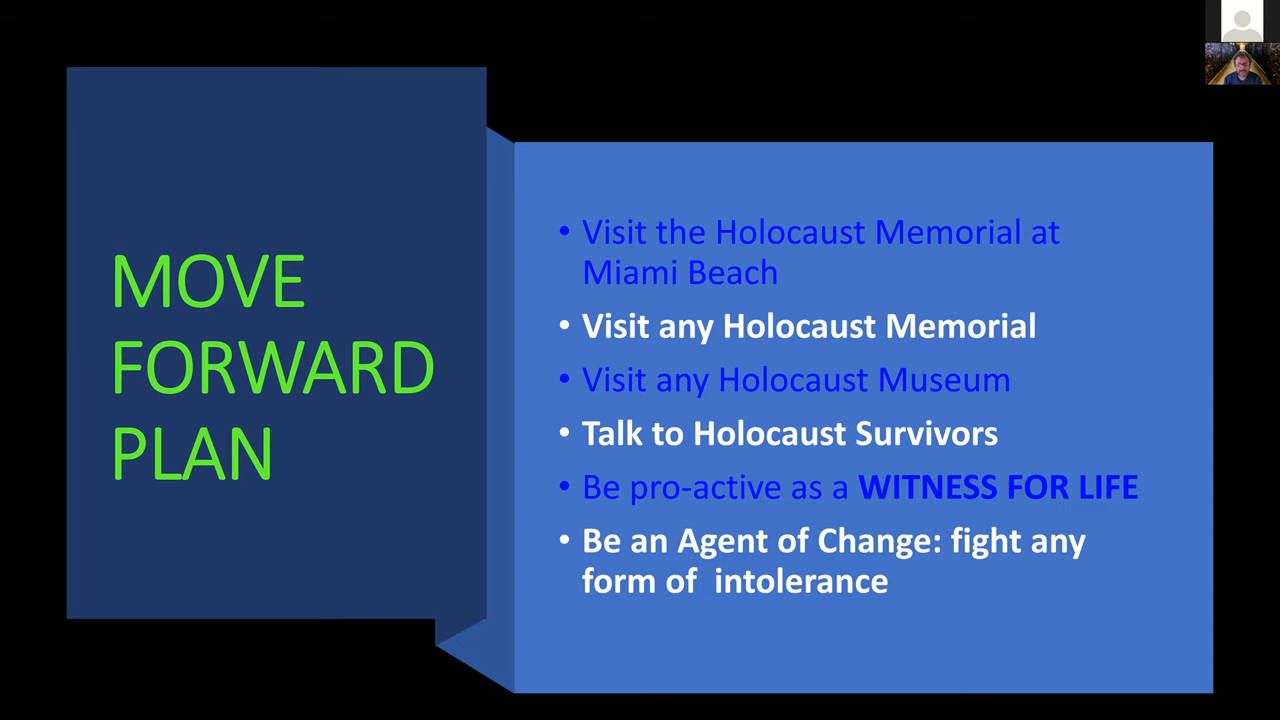 MOVE
FORWARD
PLAN
• Visit the Holocaust Memorial at
Miami Beach
• Visit any Holocaust Memorial
• Visit any Holocaust Museum
• Talk to Holocaust Survivors
• Be pro-active as a WITNESS FOR LIFE
• Be an Agent of Change: fight any
form of  intolerance